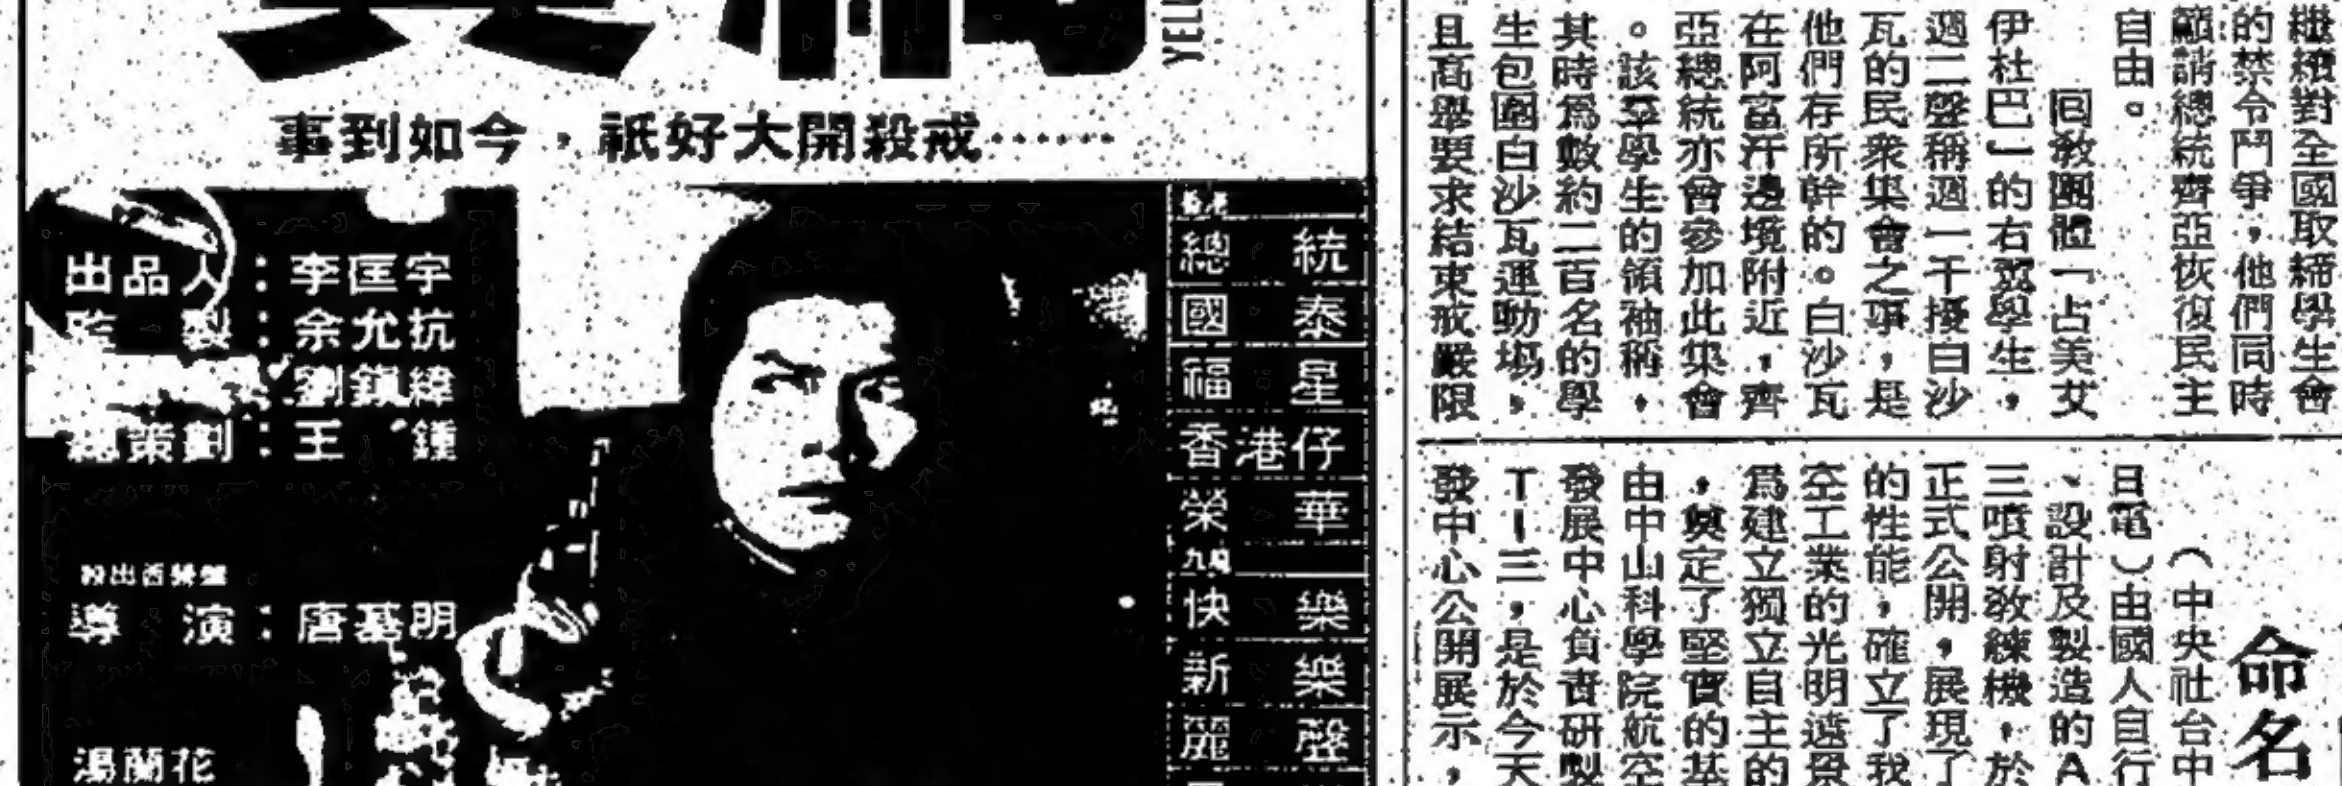 事到如今，祇好大開殺戒……
出品人：李匡宇
監製：余允抗
劉鎮緯
總策劃：王鍾
導演：唐基明
湯蘭花
香港
總統
國泰
福星
香港仔
榮華
九龍
快樂
新樂
麗聲
繼續對全國取締學生會
的禁令鬥爭，他們同時
籲請總統齊亞恢復民主
自由。
回敎團體「占美艾
伊杜巴」的右翼學生，
週二聲稱週一干擾白沙
瓦的民衆集會之事，是
他們存所幹的。白沙瓦
在阿富汗邊境附近，齊
亞總統亦會參加此集會
。該羣學生的領袖稱，
其時爲數約二百名的學
生包圍白沙瓦運動場，
且高舉要求結束戒嚴限
命名
（中央社台中
日電）由國人自行
、設計及製造的A
三噴射敎練機，於
正式公開，展現了
的性能，確立了我
空工業的光明遠景
爲建立獨立自主的
，奠定了堅實的基
由中山科學院航空
發展中心負責研製
T－三，是於今天
發中心公開展示，